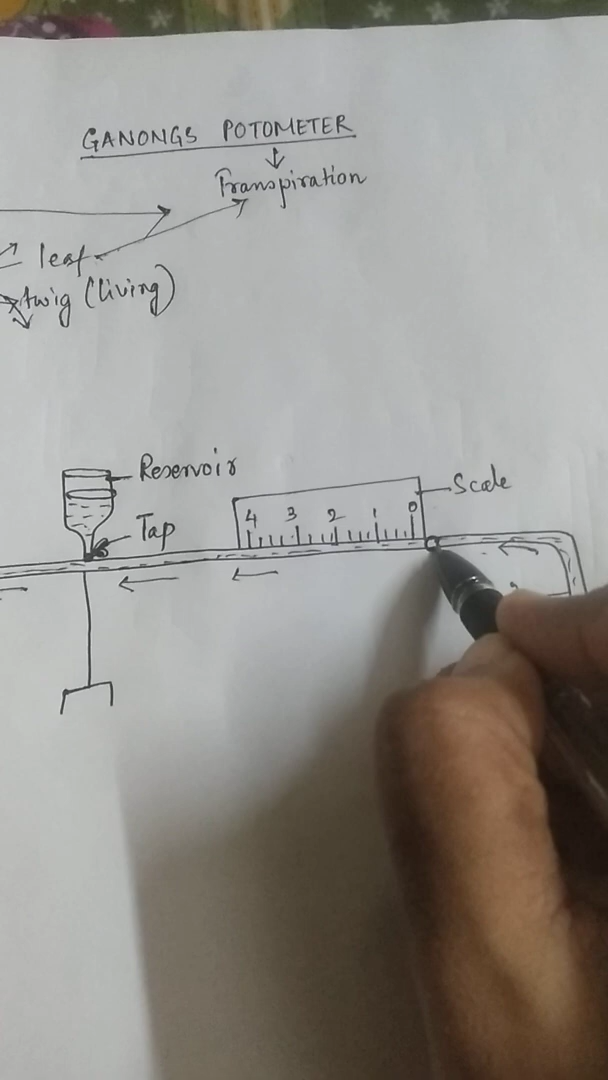 GANONGS POTOMETER
Transpiration
leaf
twig (living)
Reservoir
Scale
Tap
4 3 2 1 0